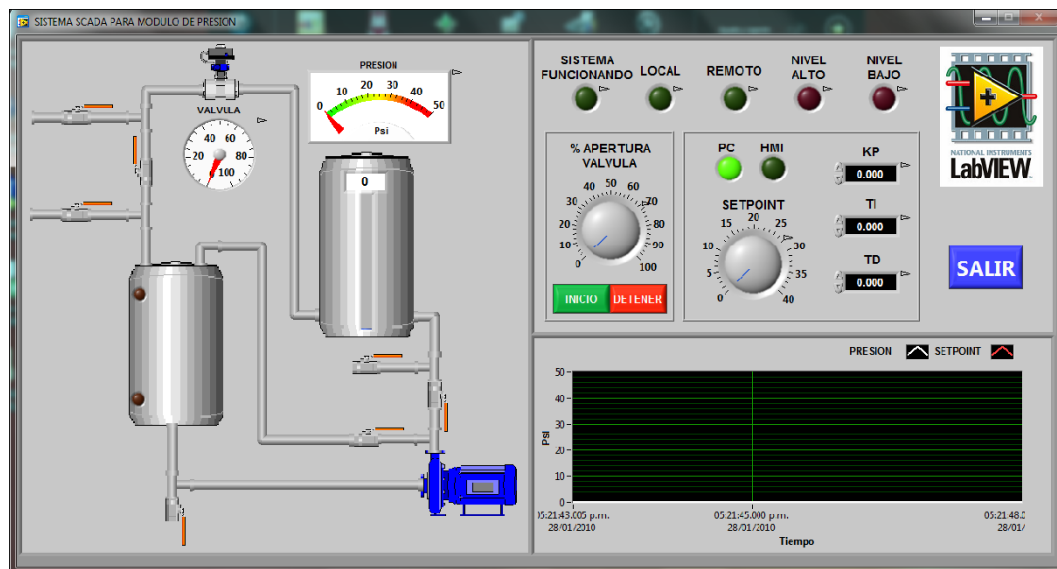 SISTEMA SCADA PARA MODULO DE PRESION
PRESION
0 10 20 30 40 50
Psi
VALVULA
0 20 40 60 80 100
0
SISTEMA FUNCIONANDO
LOCAL
REMOTO
NIVEL ALTO
NIVEL BAJO
NATIONAL INSTRUMENTS
LabVIEW
% APERTURA
VALVULA
0 10 20 30 40 50 60 70 80 90 100
INICIO
DETENER
PC
HMI
SETPOINT
0 5 10 15 20 25 30 35 40
KP
0.000
TI
0.000
TD
0.000
SALIR
PRESION
SETPOINT
50
40
30
20
10
0
Psi
05:21:45.000 p.m.
28/01/2010
28/01/2010
Tiempo